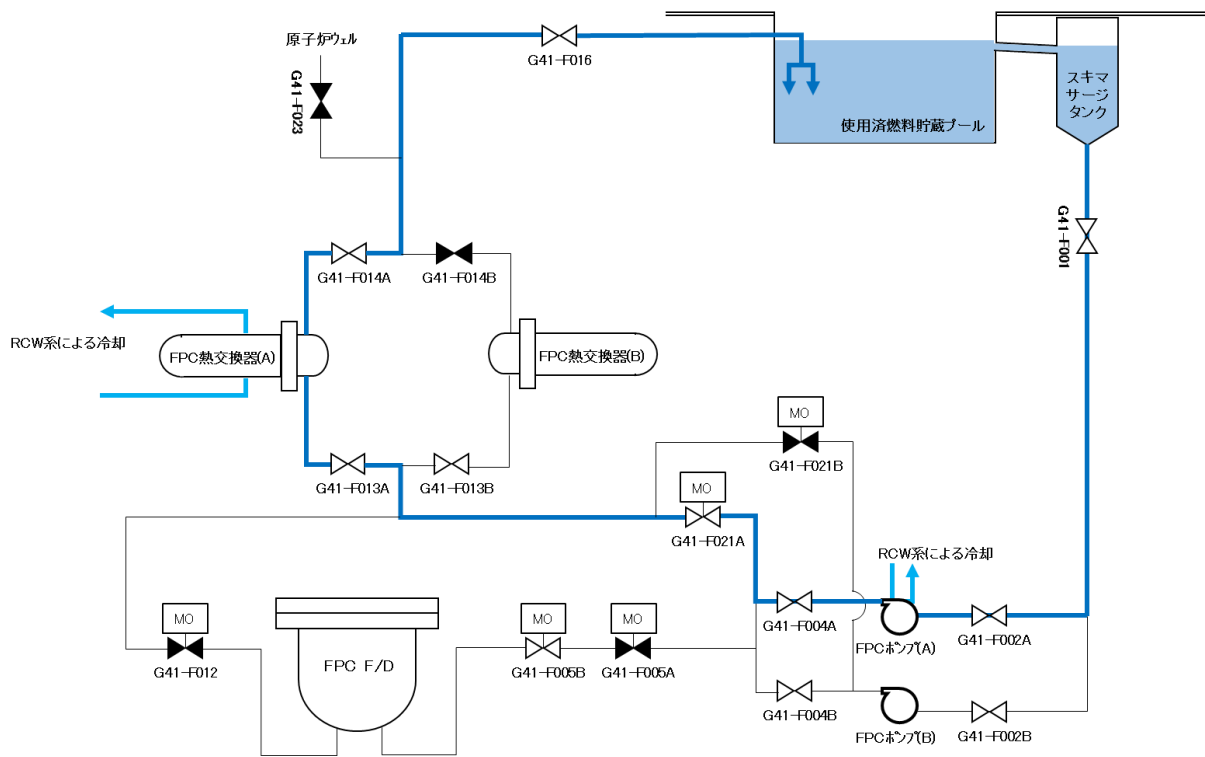 原子炉ウェル
G41-F016
G41-F023
スキマ
サージ
タンク
使用済燃料貯蔵プール
G41-F001
G41-F014A
G41-F014B
RCW系による冷却
FPC熱交換器(A)
FPC熱交換器(B)
MO
G41-F021B
G41-F013A
G41-F013B
MO
G41-F021A
RCW系による冷却
MO
MO
MO
G41-F004A
FPCポンプ(A)
G41-F002A
G41-F012
FPC F/D
G41-F005B
G41-F005A
G41-F004B
FPCポンプ(B)
G41-F002B